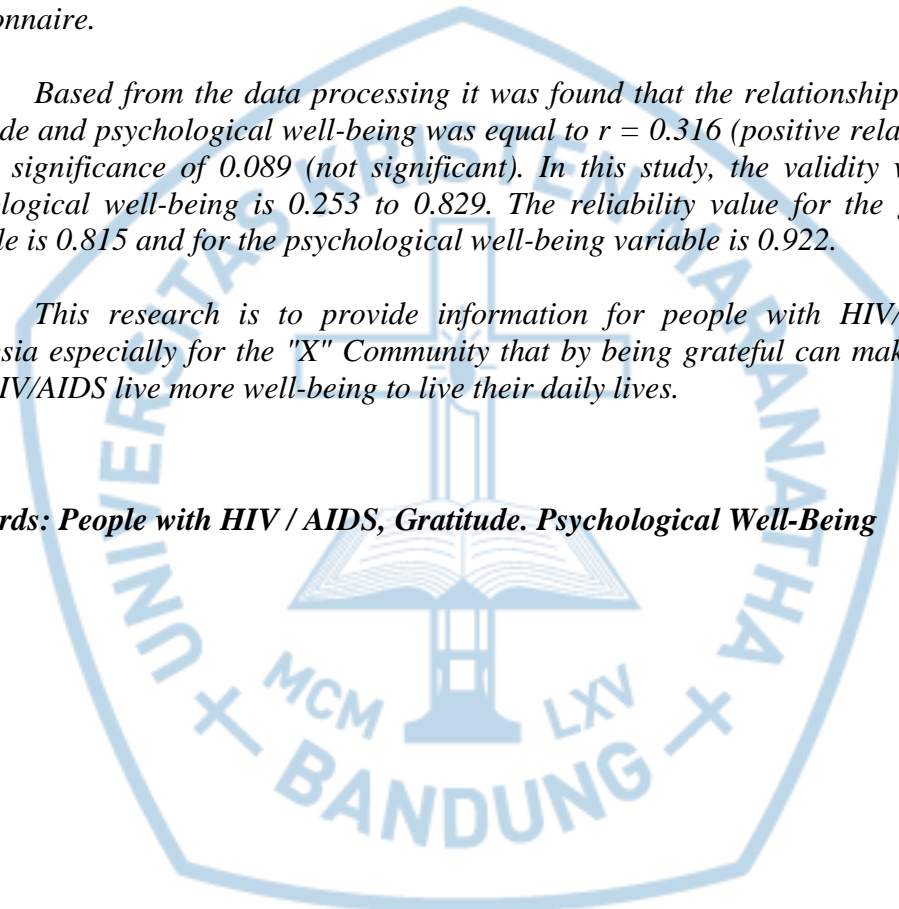 onnaire.
Based from the data processing it was found that the relationship
de and psychological well-being was equal to r = 0.316 (positive rela
significance of 0.089 (not significant). In this study, the validity v
ological well-being is 0.253 to 0.829. The reliability value for the g
le is 0.815 and for the psychological well-being variable is 0.922.
This research is to provide information for people with HIV/
sia especially for the "X" Community that by being grateful can mak
IV/AIDS live more well-being to live their daily lives.
rds: People with HIV / AIDS, Gratitude. Psychological Well-Being
UNIVERSITAS KRISTEN MARANATHA
MCM LXV
BANDUNG